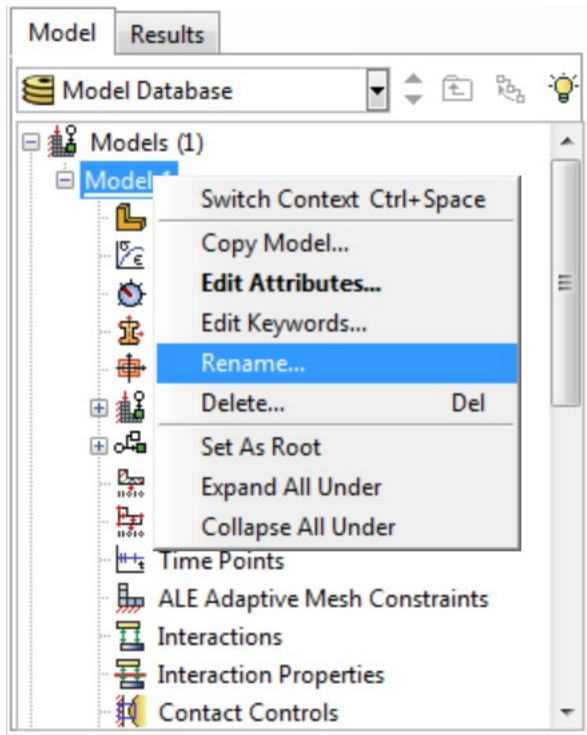 Model Results
Model Database
Models (1)
Model
Switch Context Ctrl+Space
Copy Model...
Edit Attributes...
Edit Keywords...
Rename...
Delete... Del
Set As Root
Expand All Under
Collapse All Under
Time Points
ALE Adaptive Mesh Constraints
Interactions
Interaction Properties
Contact Controls